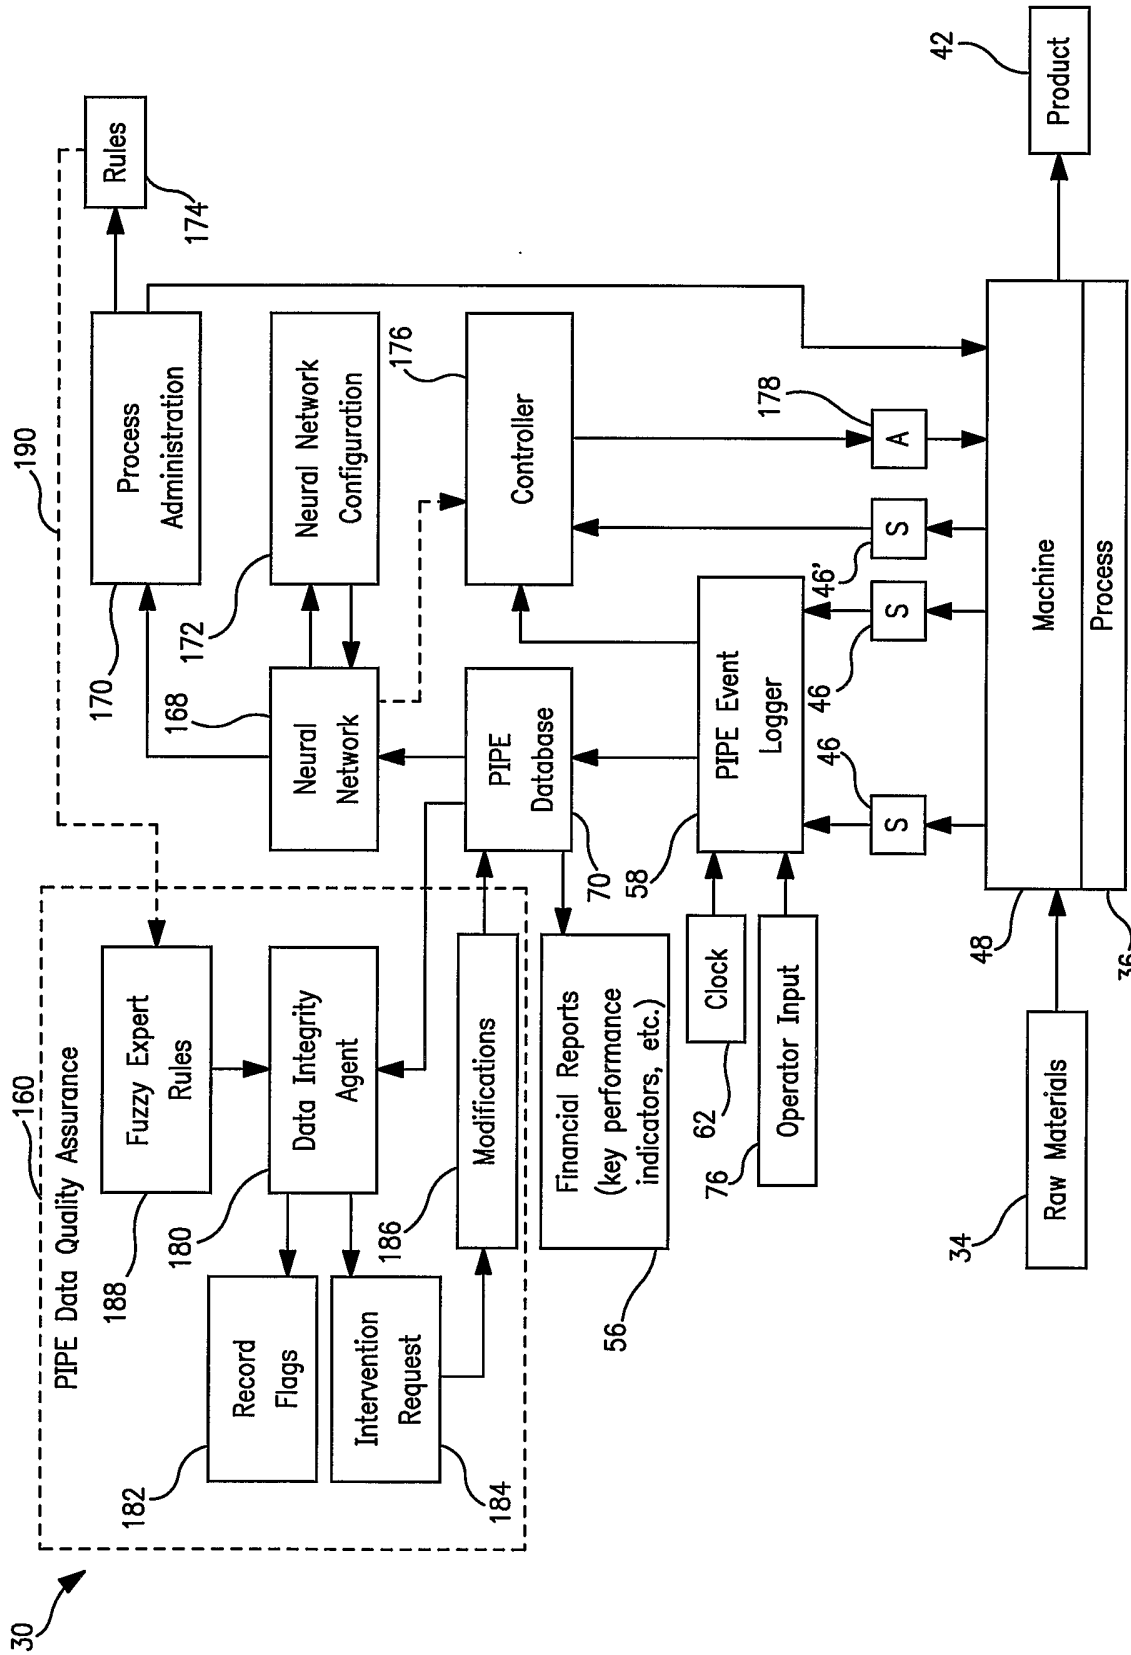 30
160
190
PIPE Data Quality Assurance
188
Fuzzy Expert
Rules
170
Process
Administration
Rules
174
182
Record
Flags
180
Data Integrity
Agent
168
Neural
Network
172
Neural Network
Configuration
Intervention
Request
184
186
Modifications
PIPE
Database
70
176
Controller
56
Financial Reports
(key performance
indicators, etc.)
58
PIPE Event
Logger
62
Clock
76
Operator Input
46
S
46
S
46'
S
178
A
34
Raw Materials
48
Machine
36
Process
42
Product